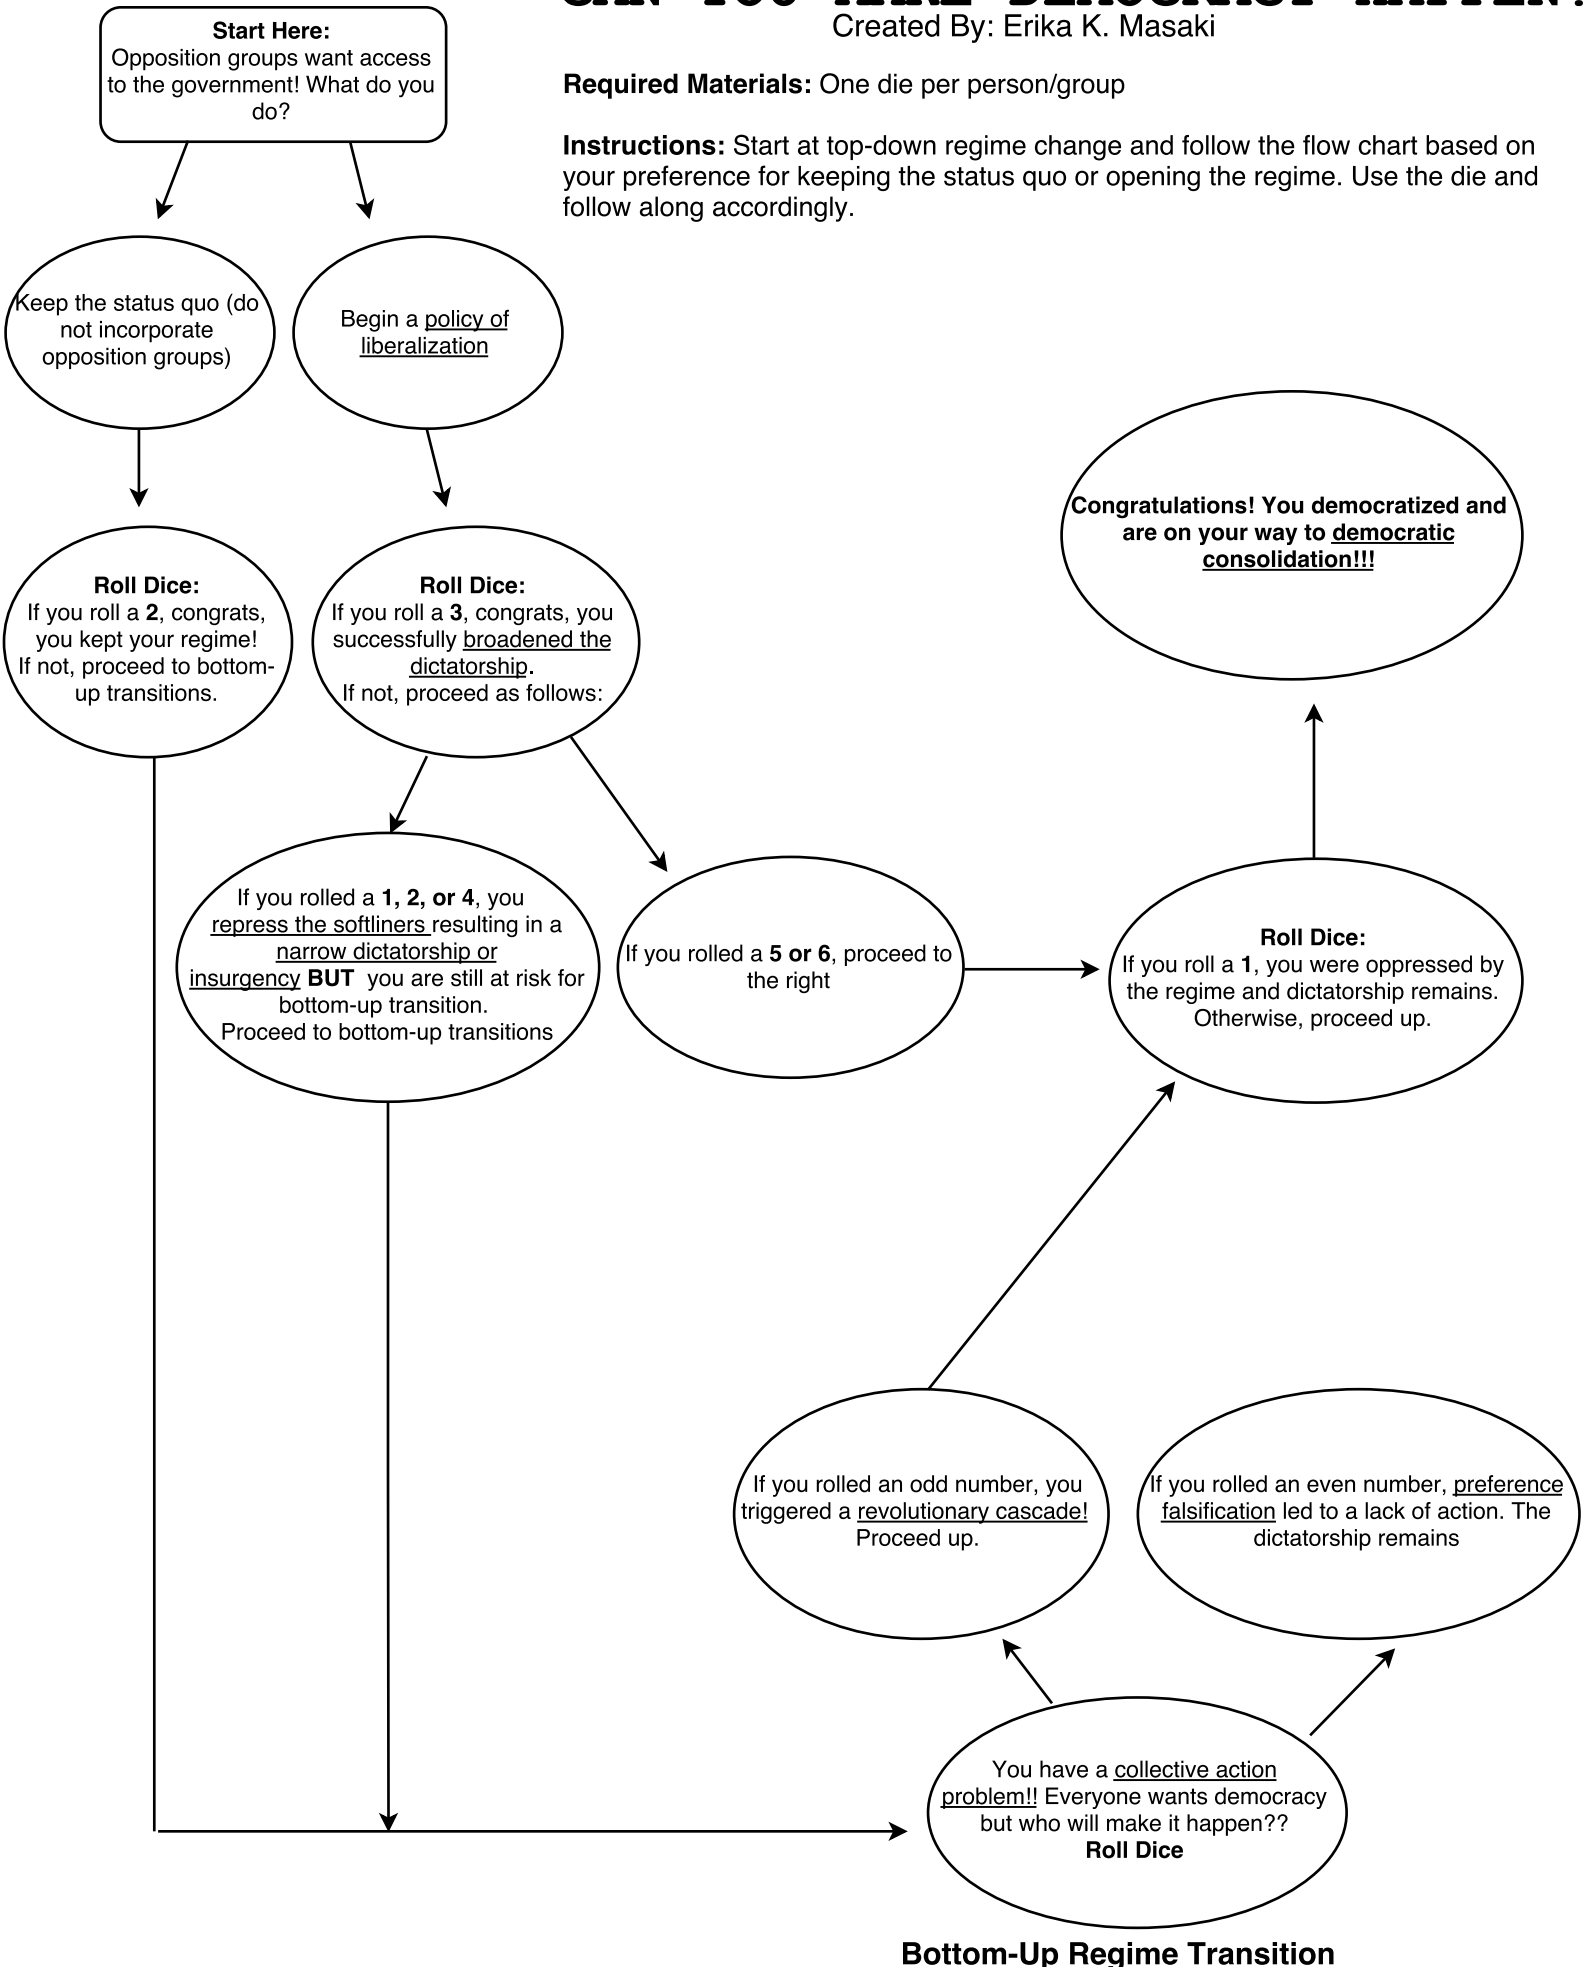 Created By: Erika K. Masaki
Required Materials: One die per person/group
Instructions: Start at top-down regime change and follow the flow chart based on
your preference for keeping the status quo or opening the regime. Use the die and
follow along accordingly.
Start Here:
Opposition groups want access
to the government! What do you
do?
Keep the status quo (do
not incorporate
opposition groups)
Begin a policy of
liberalization
Roll Dice:
If you roll a 2, congrats,
you kept your regime!
If not, proceed to bottom-
up transitions.
Roll Dice:
If you roll a 3, congrats, you
successfully broadened the
dictatorship.
If not, proceed as follows:
Congratulations! You democratized and
are on your way to democratic
consolidation!!!
If you rolled a 1, 2, or 4, you
repress the softliners resulting in a
narrow dictatorship or
insurgency BUT you are still at risk for
bottom-up transition.
Proceed to bottom-up transitions
If you rolled a 5 or 6, proceed to
the right
Roll Dice:
If you roll a 1, you were oppressed by
the regime and dictatorship remains.
Otherwise, proceed up.
If you rolled an odd number, you
triggered a revolutionary cascade!
Proceed up.
If you rolled an even number, preference
falsification led to a lack of action. The
dictatorship remains
You have a collective action
problem!! Everyone wants democracy
but who will make it happen??
Roll Dice
Bottom-Up Regime Transition